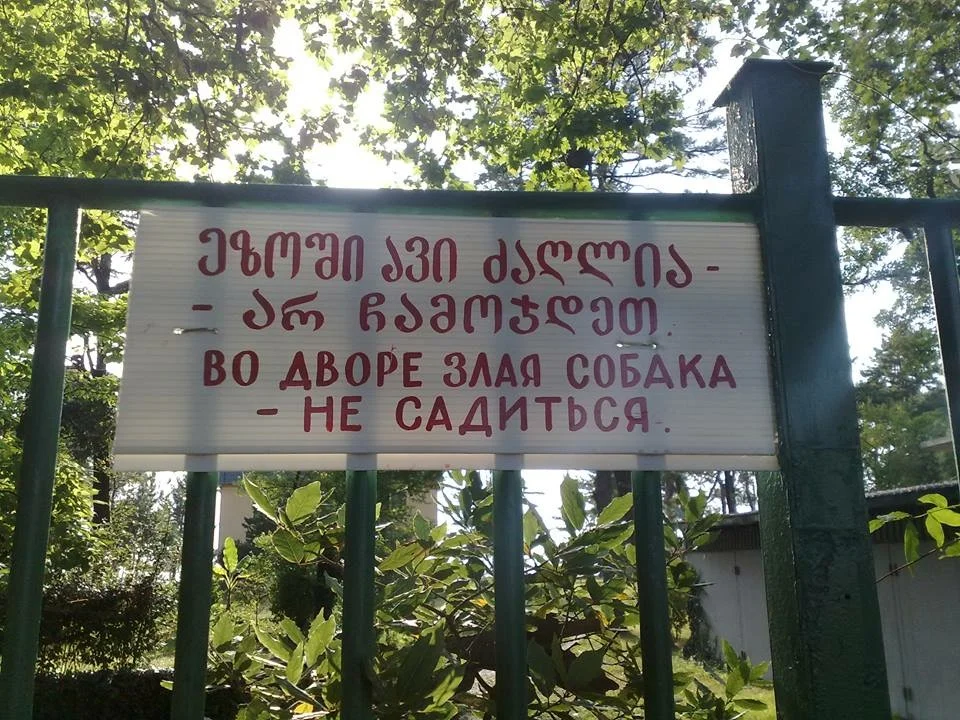 ეზოში ავი ძაღლია -
- არ ჩამოჯდეთ.
ВО ДВОРЕ ЗЛАЯ СОБАКА
- НЕ САДИТЬСЯ.